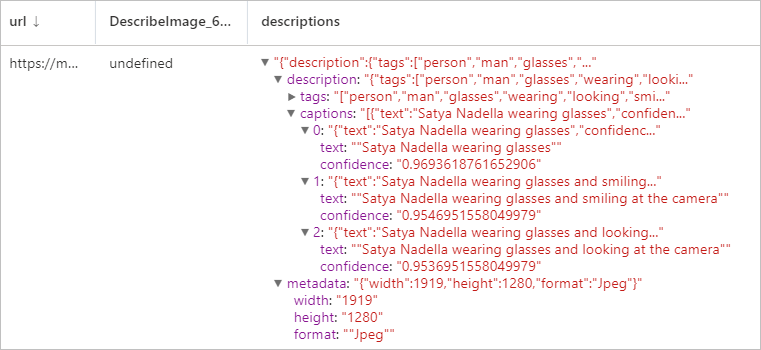 url ↓ DescribeImage_6... descriptions
https://m... undefined ▼ "{"description":{"tags":["person","man","glasses","..."
▼ description: "{"tags":["person","man","glasses","wearing","looki..."
▶ tags: "["person","man","glasses","wearing","looking","smi..."
▼ captions: "[{"text":"Satya Nadella wearing glasses","confiden..."
▼ 0: "{"text":"Satya Nadella wearing glasses","confidenc..."
text: ""Satya Nadella wearing glasses""
confidence: "0.9693618761652906"
▼ 1: "{"text":"Satya Nadella wearing glasses and smiling..."
text: ""Satya Nadella wearing glasses and smiling at the camera""
confidence: "0.9546951558049979"
▼ 2: "{"text":"Satya Nadella wearing glasses and looking..."
text: ""Satya Nadella wearing glasses and looking at the camera""
confidence: "0.9536951558049979"
▼ metadata: "{"width":1919,"height":1280,"format":"Jpeg"}"
width: "1919"
height: "1280"
format: ""Jpeg""